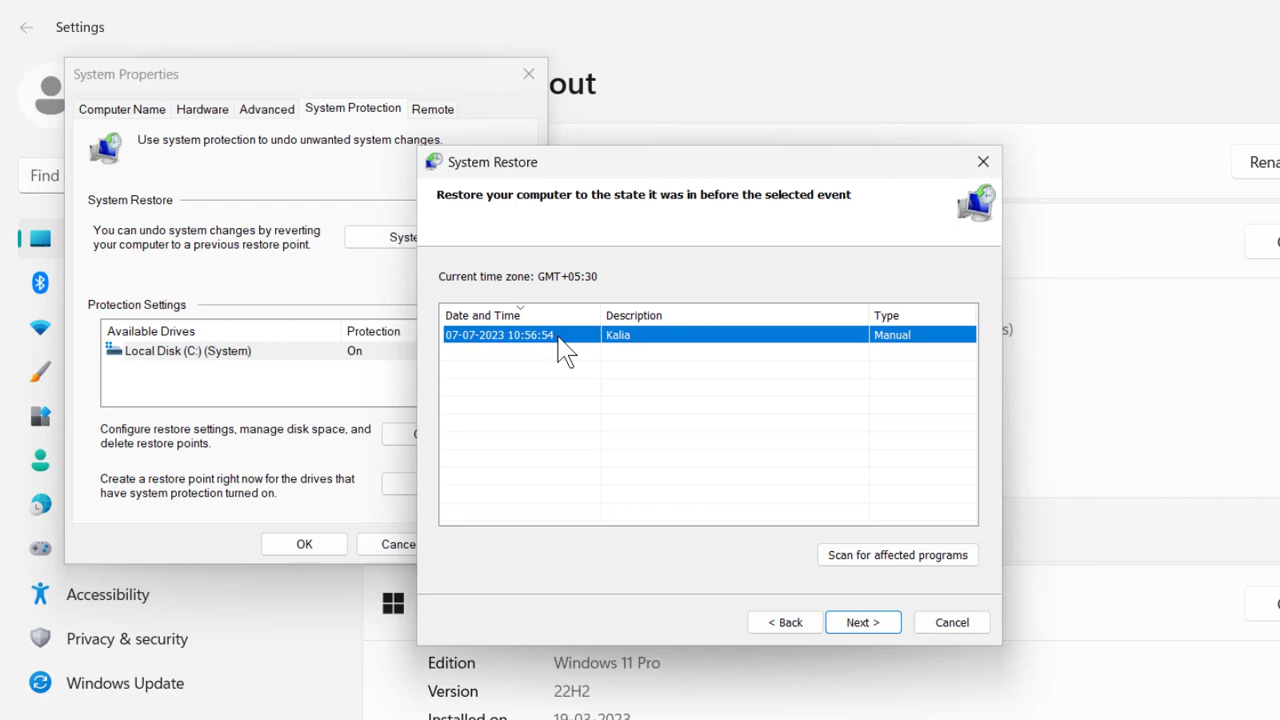 Settings
System Properties
out
Computer Name Hardware Advanced System Protection Remote
Use system protection to undo unwanted system changes.
System Restore
Restore your computer to the state it was in before the selected event
Find
Rena
System Restore
You can undo system changes by reverting
your computer to a previous restore point.
Syste
Current time zone: GMT+05:30
Protection Settings
Available Drives Protection
Local Disk (C:) (System) On
Date and Time Description Type
07-07-2023 10:56:54 Kalia Manual
s)
Configure restore settings, manage disk space, and
delete restore points.
Create a restore point right now for the drives that
have system protection turned on.
OK Cance
Scan for affected programs
< Back Next > Cancel
Accessibility
Privacy & security
Windows Update
Edition Windows 11 Pro
Version 22H2
Installed on 19-03-2023